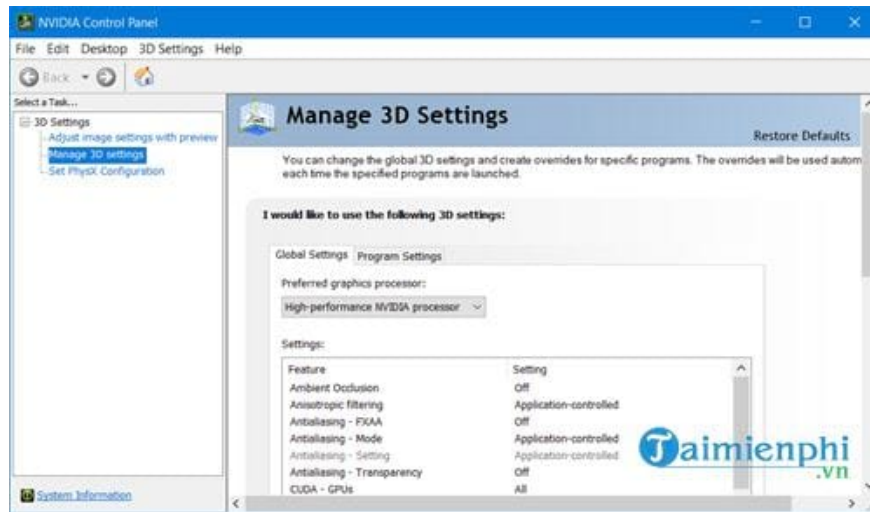 NVIDIA Control Panel
File Edit Desktop 3D Settings Help
Back
Select a Task...
3D Settings
Adjust image settings with preview
Manage 3D settings
Set PhysX Configuration
System Information
Manage 3D Settings
Restore Defaults
You can change the global 3D settings and create overrides for specific programs. The overrides will be used autom
each time the specified programs are launched.
I would like to use the following 3D settings:
Global Settings Program Settings
Preferred graphics processor:
High-performance NVIDIA processor
Settings:
Feature Setting
Ambient Occlusion Off
Anisotropic filtering Application-controlled
Antialiasing - FXAA Off
Antialiasing - Mode Application-controlled
Antialiasing - Setting Application-controlled
Antialiasing - Transparency Off
CUDA - GPUs All
Taimienphi
.vn